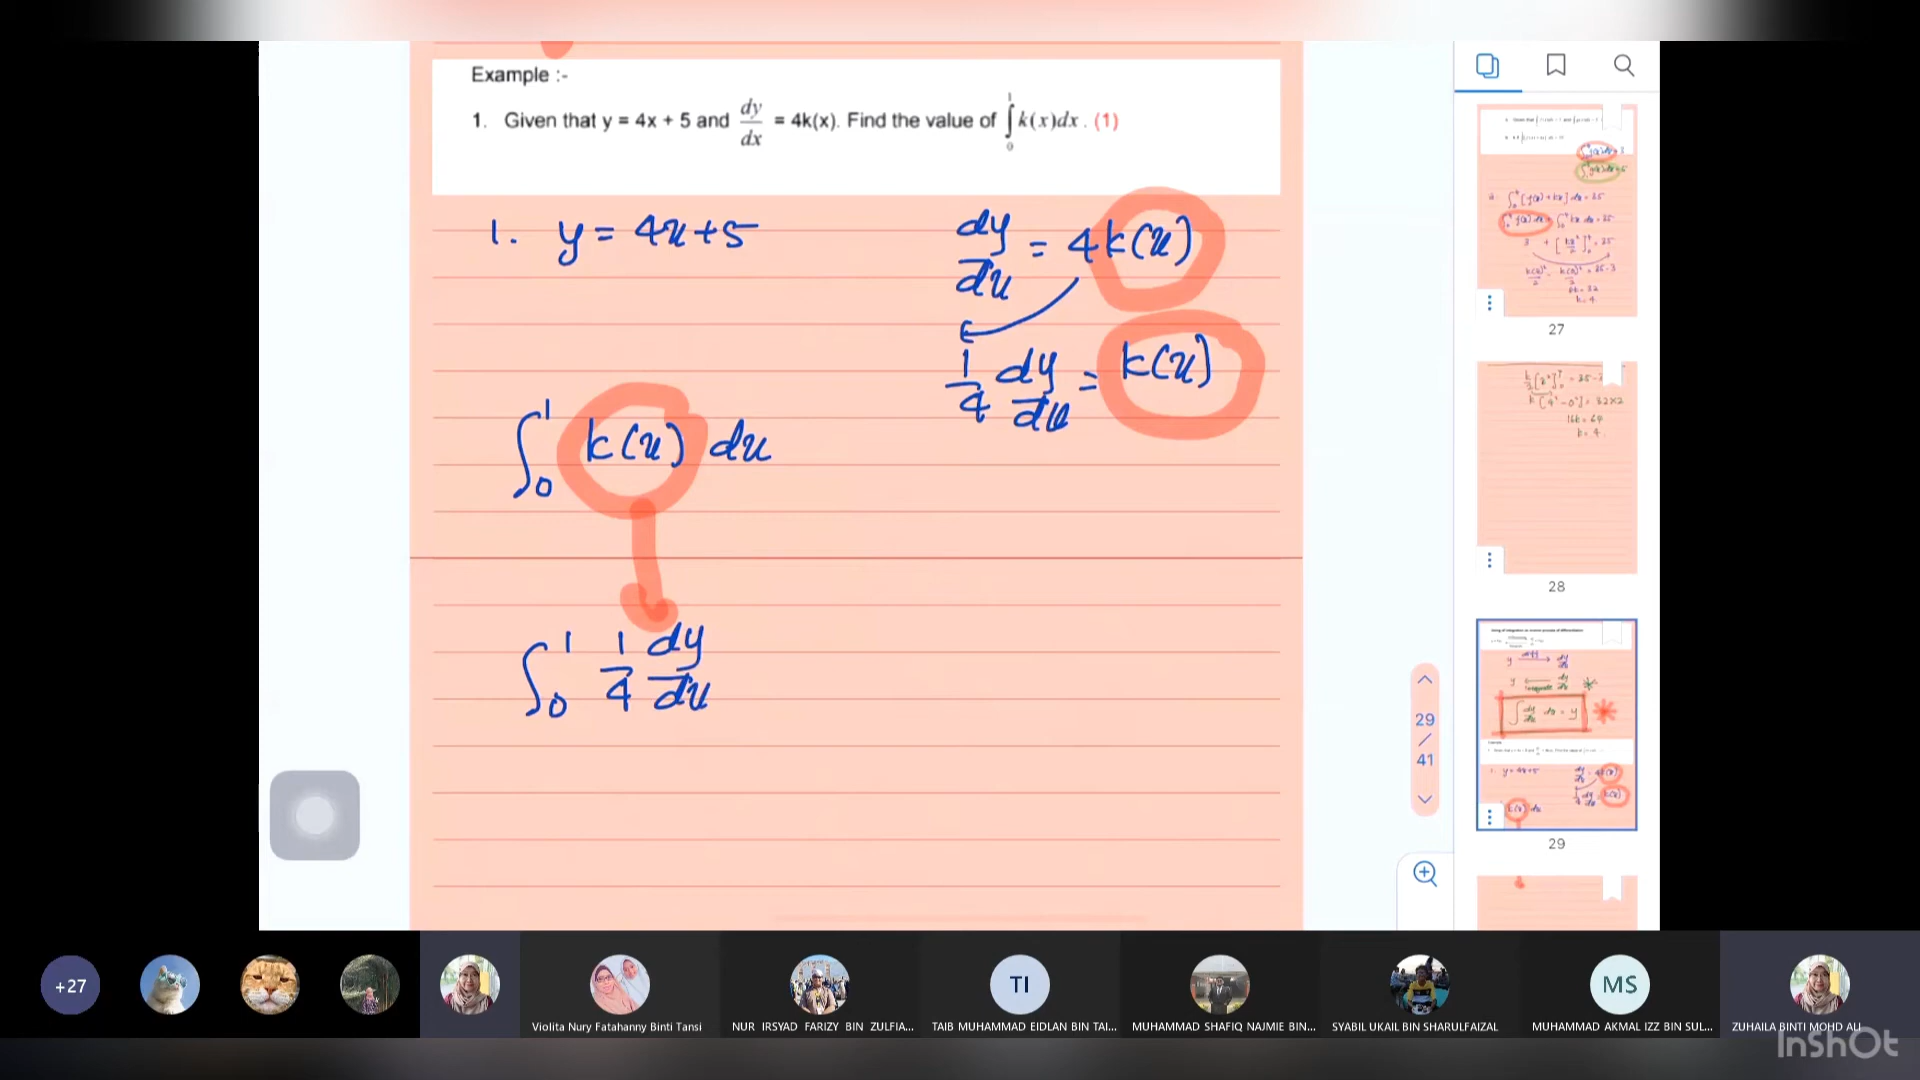 Example :-
1. Given that y = 4x + 5 and dy/dx = 4k(x). Find the value of ∫₀¹ k(x)dx . (1)
1. y = 4x+5
dy/dx = 4k(x)
1/4 dy/dx = k(x)
∫₀¹ k(x) dx
∫₀¹ 1/4 dy/dx
27
28
29
/
41
29
+27
TI
MS
Violita Nury Fatahanny Binti Tansi
NUR IRSYAD FARIZY BIN ZULFIA...
TAIB MUHAMMAD EIDLAN BIN TAI...
MUHAMMAD SHAFIQ NAJMIE BIN...
SYABIL UKAIL BIN SHARULFAIZAL
MUHAMMAD AKMAL IZZ BIN SUL...
ZUHAILA BINTI MOHD ALI
InShOt